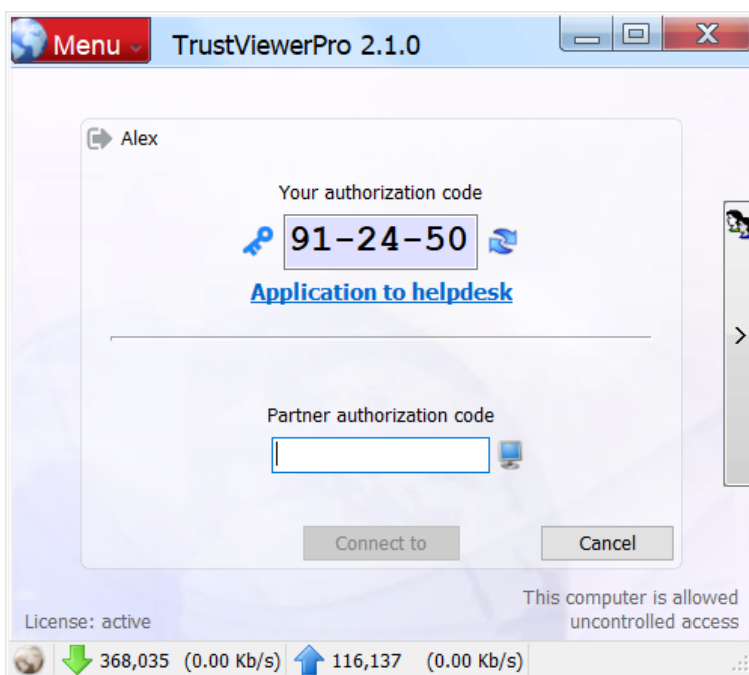 Menu TrustViewerPro 2.1.0
Alex
Your authorization code
91-24-50
Application to helpdesk
Partner authorization code
Connect to Cancel
This computer is allowed
License: active uncontrolled access
368,035 (0.00 Kb/s) 116,137 (0.00 Kb/s)